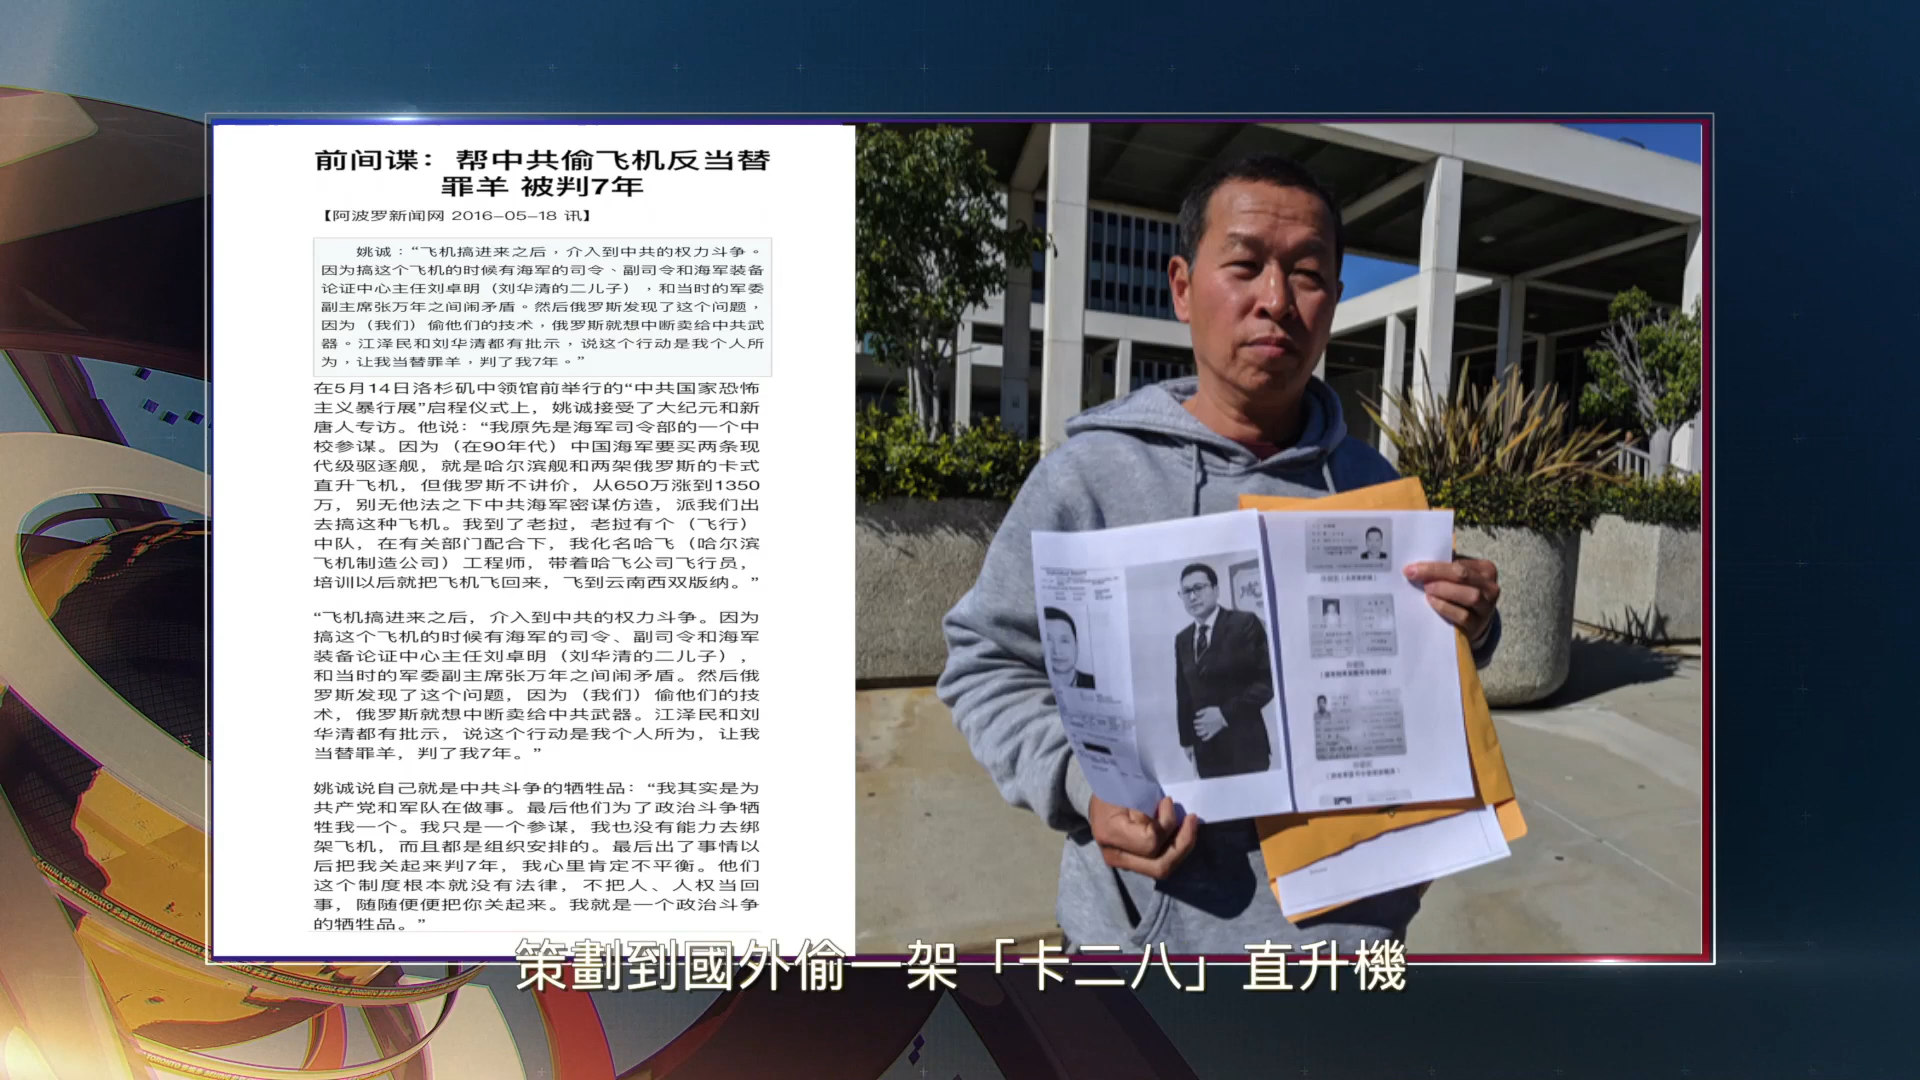 前间谍：帮中共偷飞机反当替
罪羊 被判7年
【阿波罗新闻网 2016-05-18 讯】
姚诚：“飞机搞进来之后，介入到中共的权力斗争。
因为搞这个飞机的时候有海军的司令、副司令和海军装备
论证中心主任刘卓明（刘华清的二儿子），和当时的军委
副主席张万年之间闹矛盾。然后俄罗斯发现了这个问题，
因为（我们）偷他们的技术，俄罗斯就想中断卖给中共武
器。江泽民和刘华清都有批示，说这个行动是我个人所
为，让我当替罪羊，判了我7年。”
在5月14日洛杉矶中领馆前举行的“中共国家恐怖
主义暴行展”启程仪式上，姚诚接受了大纪元和新
唐人专访。他说：“我原先是海军司令部的一个中
校参谋。因为（在90年代）中国海军要买两条现
代级驱逐舰，就是哈尔滨舰和两架俄罗斯的卡式
直升飞机，但俄罗斯不讲价，从650万涨到1350
万，别无他法之下中共海军密谋仿造，派我们出
去搞这种飞机。我到了老挝，老挝有个（飞行）
中队，在有关部门配合下，我化名哈飞（哈尔滨
飞机制造公司）工程师，带着哈飞公司飞行员，
培训以后就把飞机飞回来，飞到云南西双版纳。”
“飞机搞进来之后，介入到中共的权力斗争。因为
搞这个飞机的时候有海军的司令、副司令和海军
装备论证中心主任刘卓明（刘华清的二儿子），
和当时的军委副主席张万年之间闹矛盾。然后俄
罗斯发现了这个问题，因为（我们）偷他们的技
术，俄罗斯就想中断卖给中共武器。江泽民和刘
华清都有批示，说这个行动是我个人所为，让我
当替罪羊，判了我7年。”
姚诚说自己就是中共斗争的牺牲品：“我其实是为
共产党和军队在做事。最后他们为了政治斗争牺
牲我一个。我只是一个参谋，我也没有能力去绑
架飞机，而且都是组织安排的。最后出了事情以
后把我关起来判7年，我心里肯定不平衡。他们
这个制度根本就没有法律，不把人、人权当回
事，随随便便把你关起来。我就是一个政治斗争
的牺牲品。”
策劃到國外偷一架「卡二八」直升機